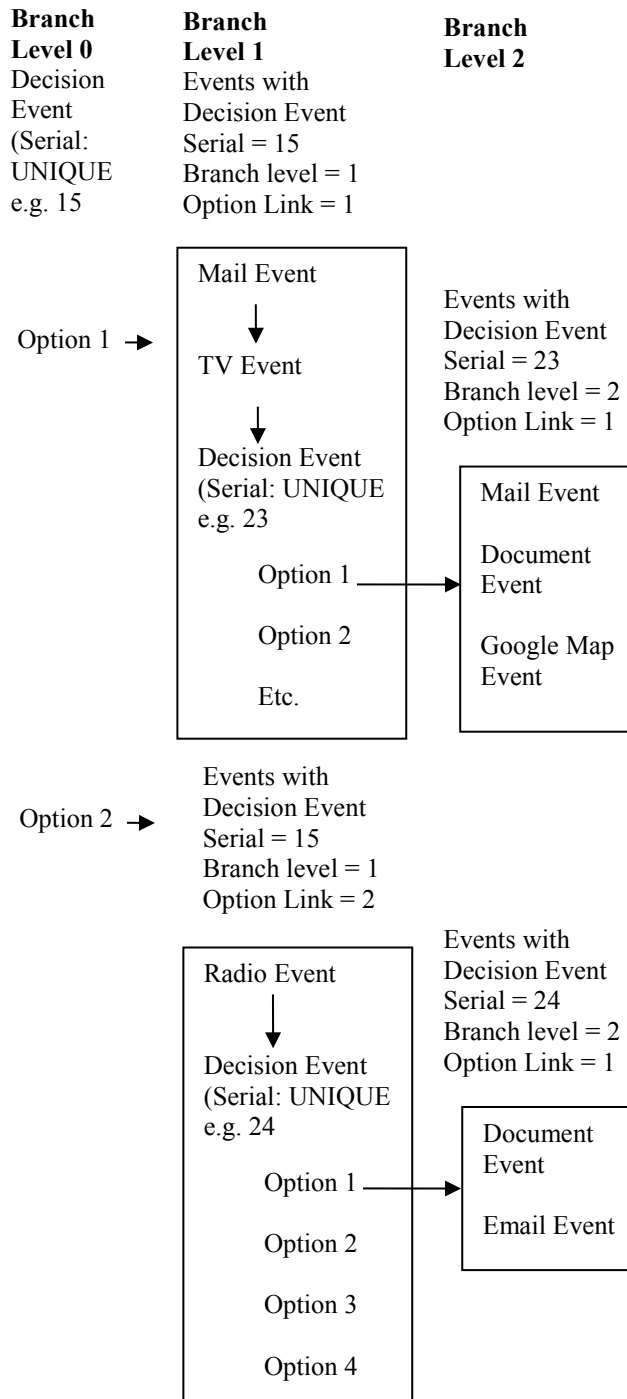 Branch
Level 0
Decision
Event
(Serial:
UNIQUE
e.g. 15
Branch
Level 1
Events with
Decision Event
Serial = 15
Branch level = 1
Option Link = 1
Branch
Level 2
Option 1
Mail Event
TV Event
Decision Event
(Serial: UNIQUE
e.g. 23
Option 1
Option 2
Etc.
Events with
Decision Event
Serial = 23
Branch level = 2
Option Link = 1
Mail Event
Document
Event
Google Map
Event
Option 2
Events with
Decision Event
Serial = 15
Branch level = 1
Option Link = 2
Radio Event
Decision Event
(Serial: UNIQUE
e.g. 24
Option 1
Option 2
Option 3
Option 4
Events with
Decision Event
Serial = 24
Branch level = 2
Option Link = 1
Document
Event
Email Event